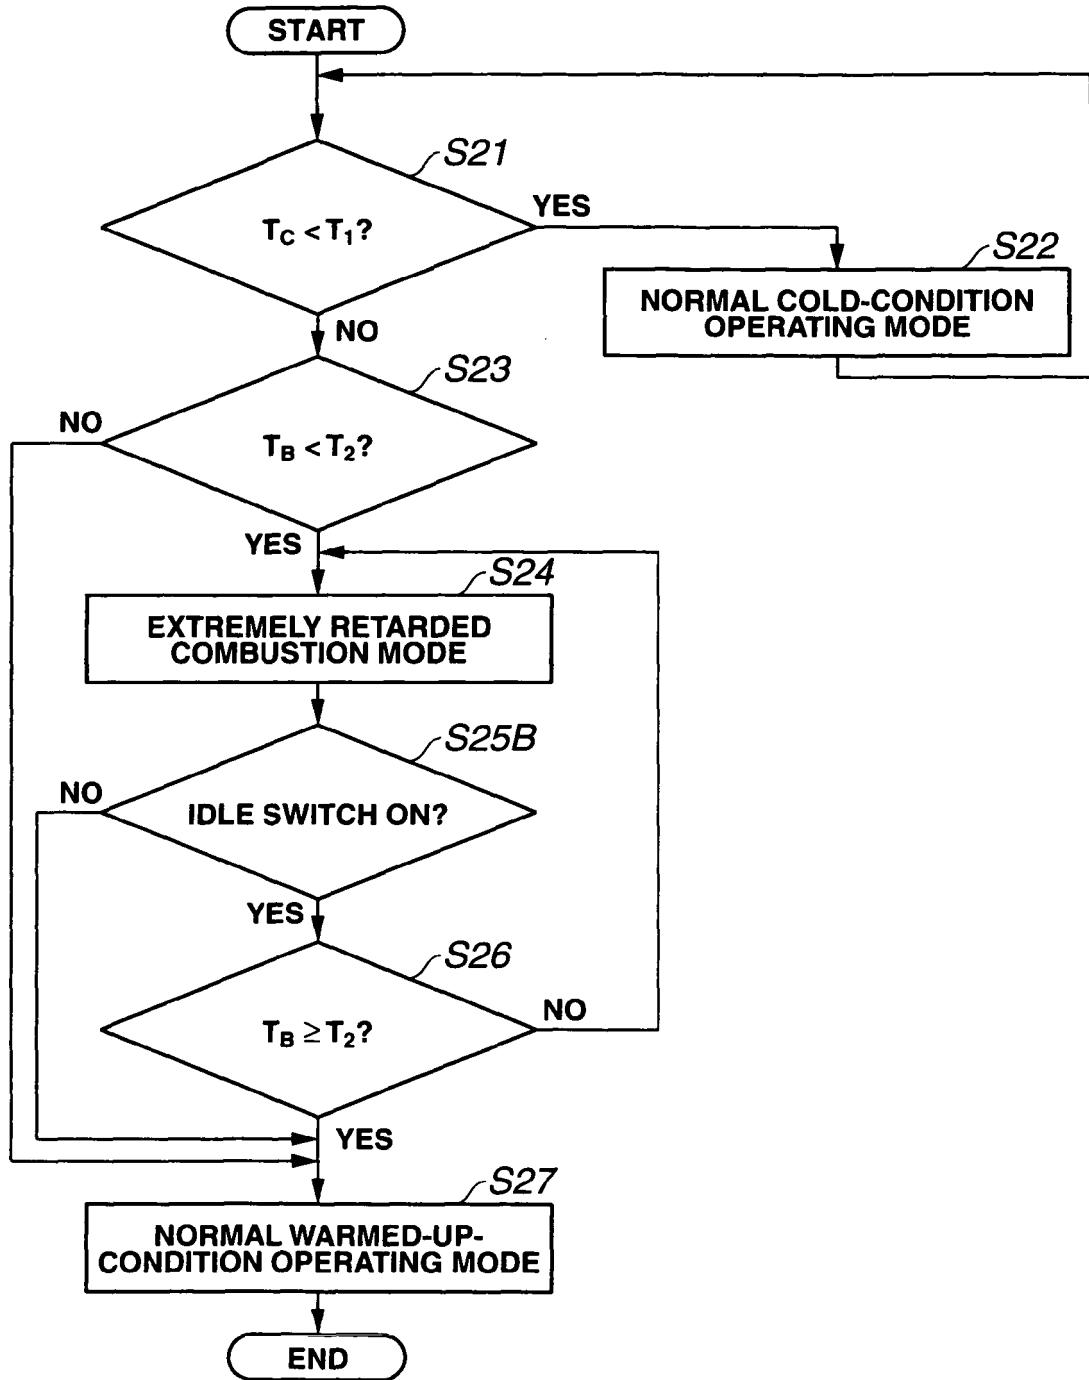 START
S21
T_C < T_1?
YES
S22
NORMAL COLD-CONDITION
OPERATING MODE
NO
S23
NO
T_B < T_2?
YES
S24
EXTREMELY RETARDED
COMBUSTION MODE
S25B
NO
IDLE SWITCH ON?
YES
S26
T_B ≥ T_2?
NO
YES
S27
NORMAL WARMED-UP-
CONDITION OPERATING MODE
END